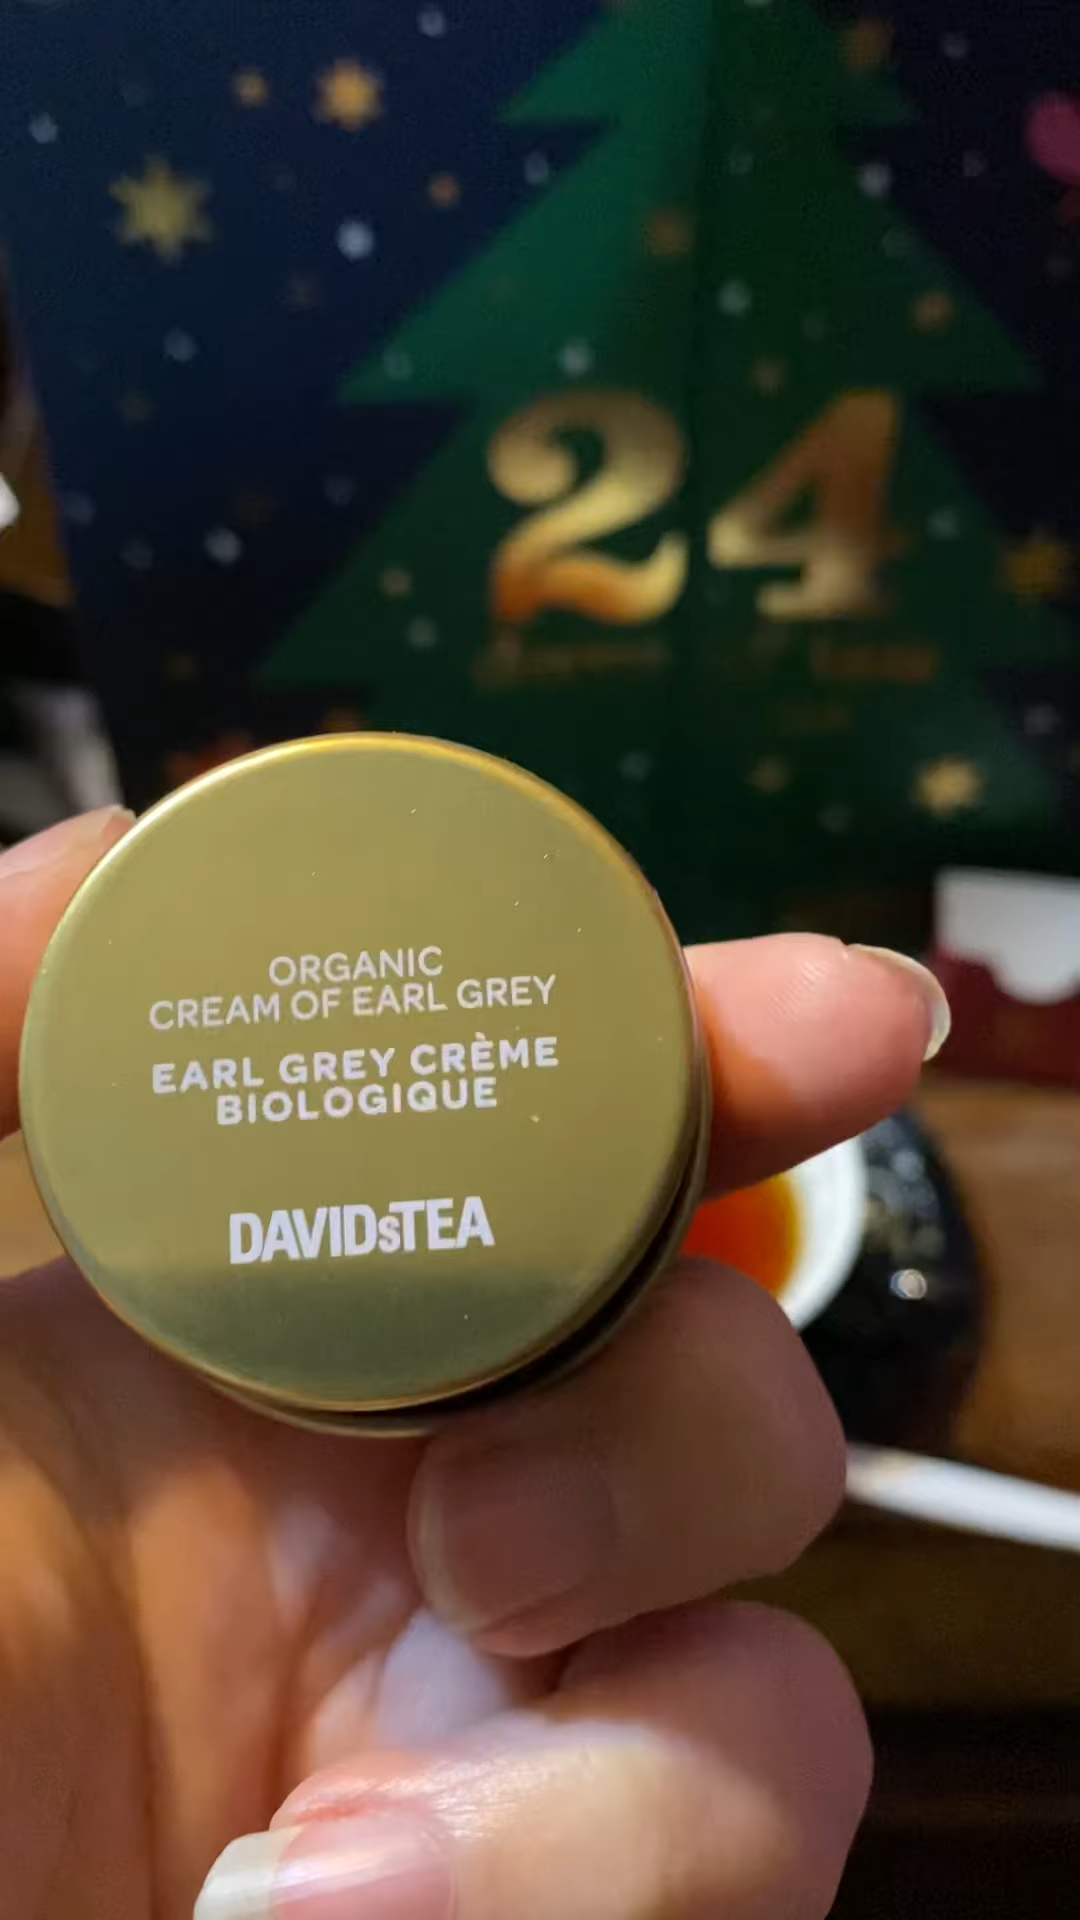 24
ORGANIC
CREAM OF EARL GREY
EARL GREY CRÈME
BIOLOGIQUE
DAVIDsTEA